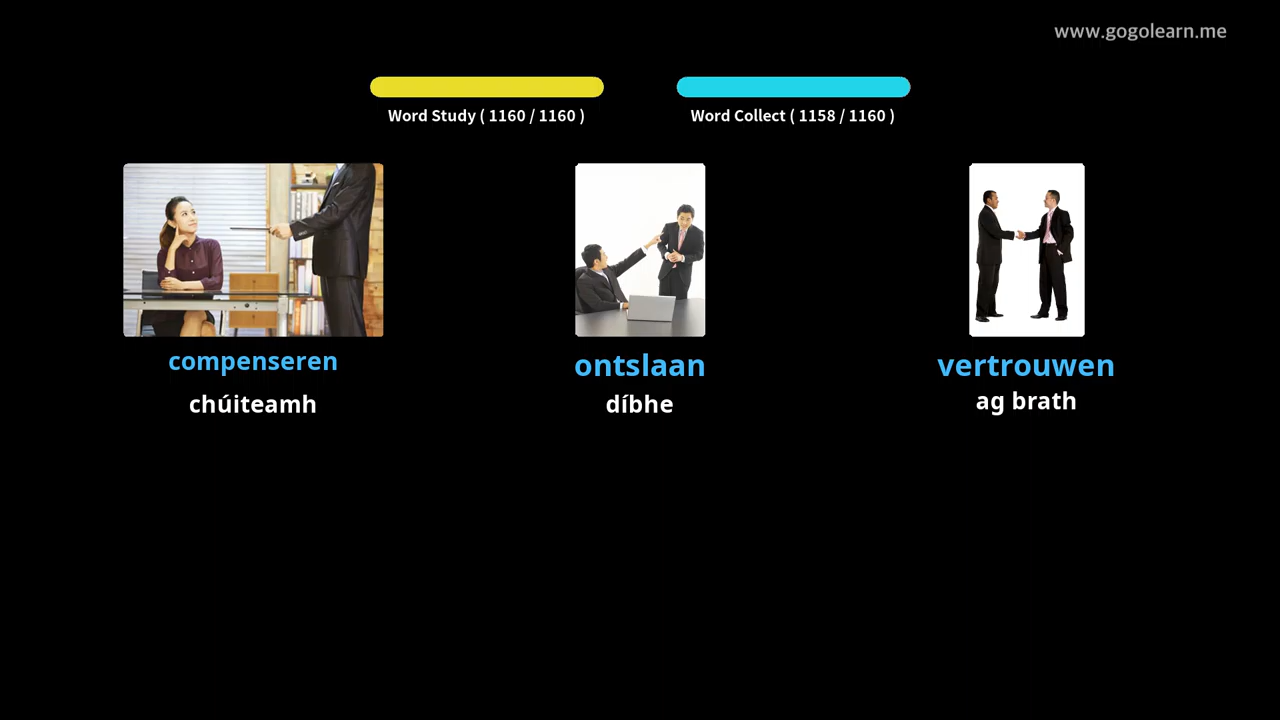 www.gogolearn.me
Word Study ( 1160 / 1160 )
Word Collect ( 1158 / 1160 )
compenseren
ontslaan
vertrouwen
chúiteamh
díbhe
ag brath